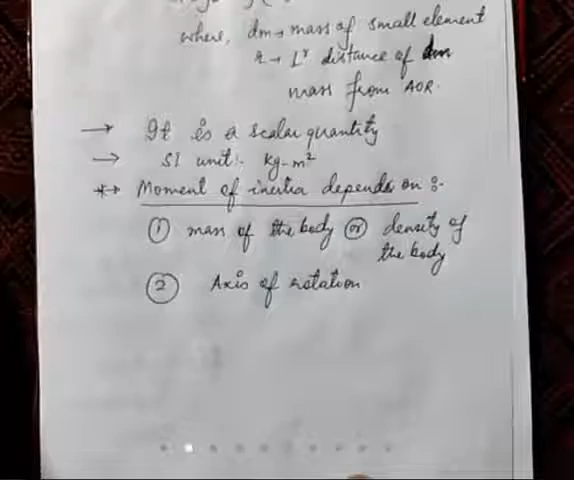 where, dm → mass of small element
r → ⊥r distance of dm
mass from AOR.
→ It is a scalar quantity
→ SI unit:- kg-m²
*→ Moment of inertia depends on :-
① mass of the body or density of
the body
② Axis of rotation